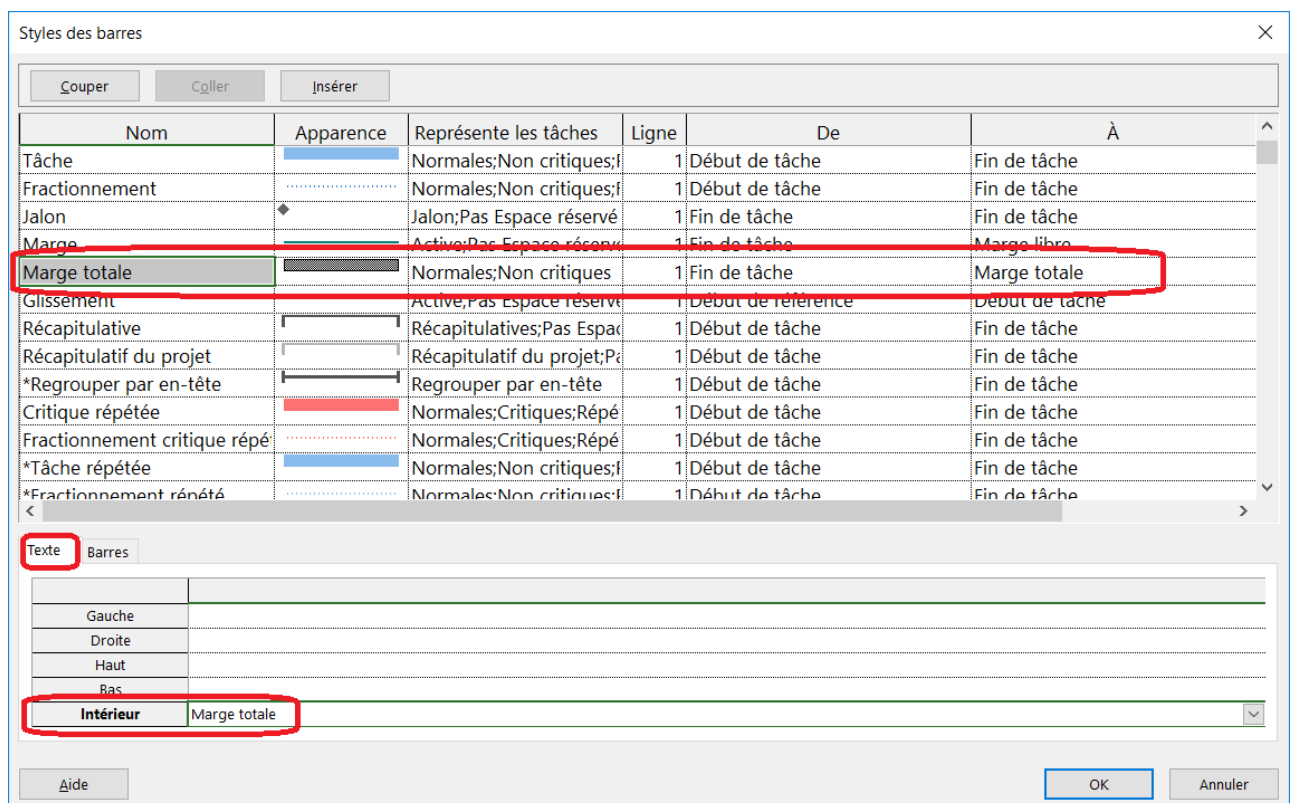 Styles des barres
Couper Coller Insérer
Nom Apparence Représente les tâches Ligne De À
Tâche Normales;Non critiques; 1 Début de tâche Fin de tâche
Fractionnement Normales;Non critiques; 1 Début de tâche Fin de tâche
Jalon Jalon;Pas Espace réservé 1 Fin de tâche Fin de tâche
Marge Active;Pas Espace réservé 1 Fin de tâche Marge libre
Marge totale Normales;Non critiques 1 Fin de tâche Marge totale
Glissement Active;Pas Espace réservé 1 Début de référence Début de tâche
Récapitulative Récapitulatives;Pas Espac 1 Début de tâche Fin de tâche
Récapitulatif du projet Récapitulatif du projet;Pa 1 Début de tâche Fin de tâche
*Regrouper par en-tête Regrouper par en-tête 1 Début de tâche Fin de tâche
Critique répétée Normales;Critiques;Répé 1 Début de tâche Fin de tâche
Fractionnement critique répé Normales;Critiques;Répé 1 Début de tâche Fin de tâche
*Tâche répétée Normales;Non critiques; 1 Début de tâche Fin de tâche
*Fractionnement répété Normales;Non critiques; 1 Début de tâche Fin de tâche
Texte Barres
Gauche
Droite
Haut
Bas
Intérieur Marge totale
Aide OK Annuler